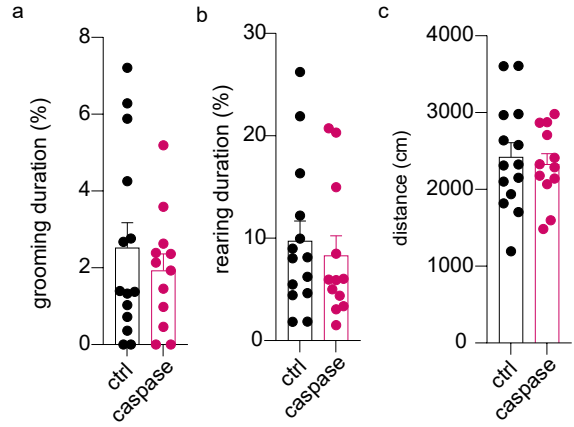 a
grooming duration (%)
8
6
4
2
0
ctrl
caspase
b
rearing duration (%)
30
20
10
0
ctrl
caspase
c
distance (cm)
4000
3000
2000
1000
0
ctrl
caspase